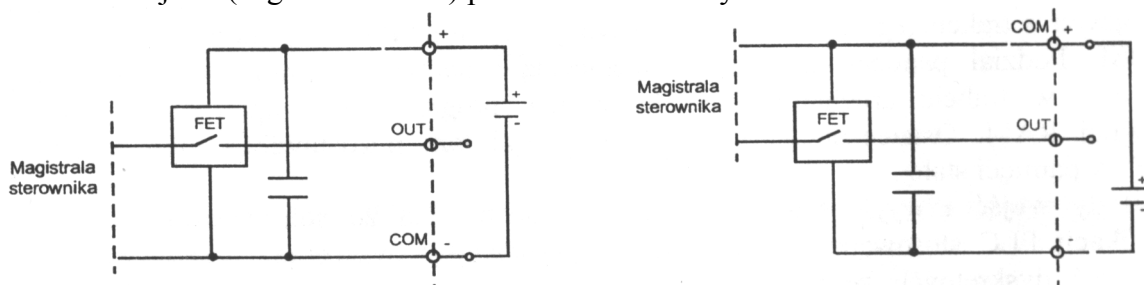 +
+
-
FET
OUT
Magistrala
sterownika
COM
-
COM
+
Magistrala
sterownika
FET
OUT
+
-
-